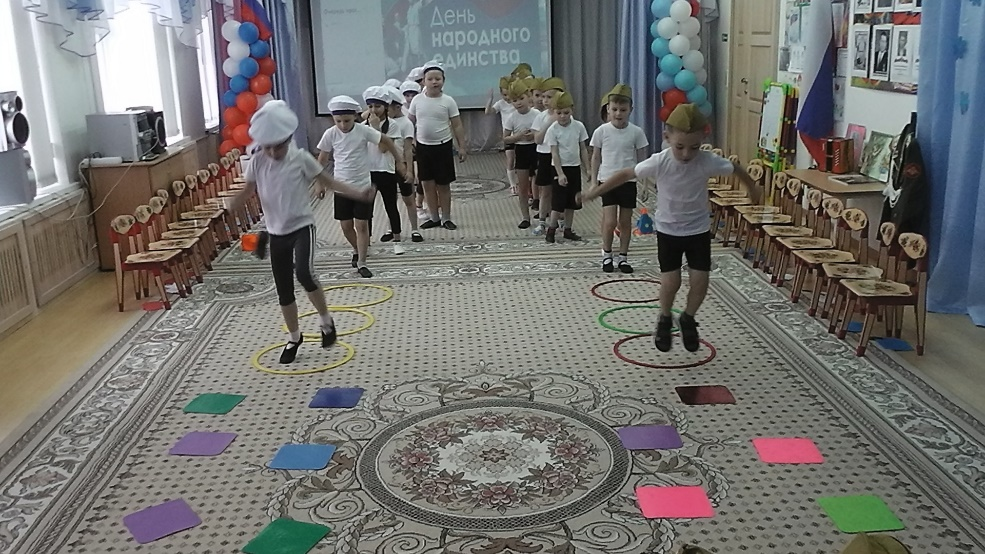 День
народного
единства